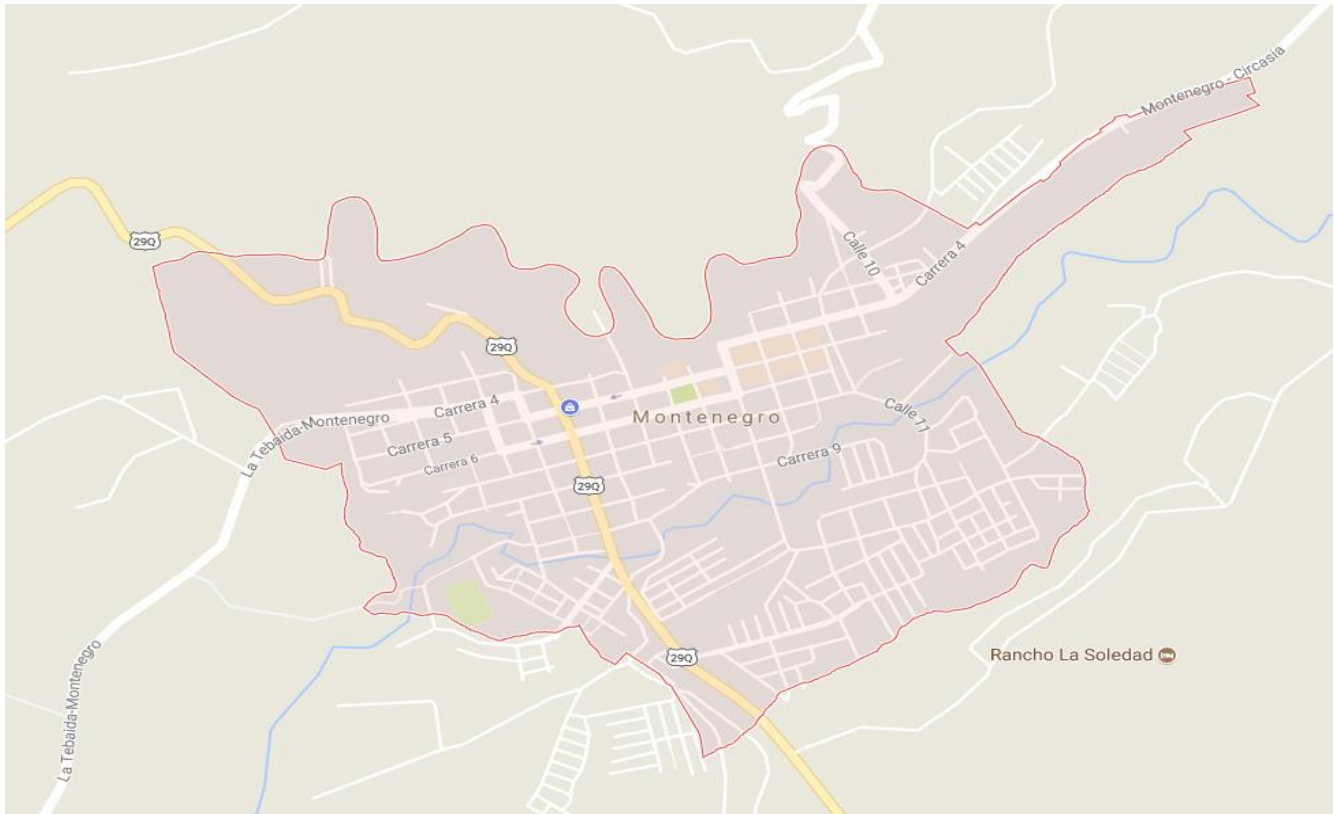 Montenegro - Circasia
29Q
Calle 10
Carrera 4
29Q
Carrera 4
Montenegro
Calle 11
La Tebaida-Montenegro
Carrera 5
Carrera 6
Carrera 9
29Q
La Tebaida-Montenegro
29Q
Rancho La Soledad